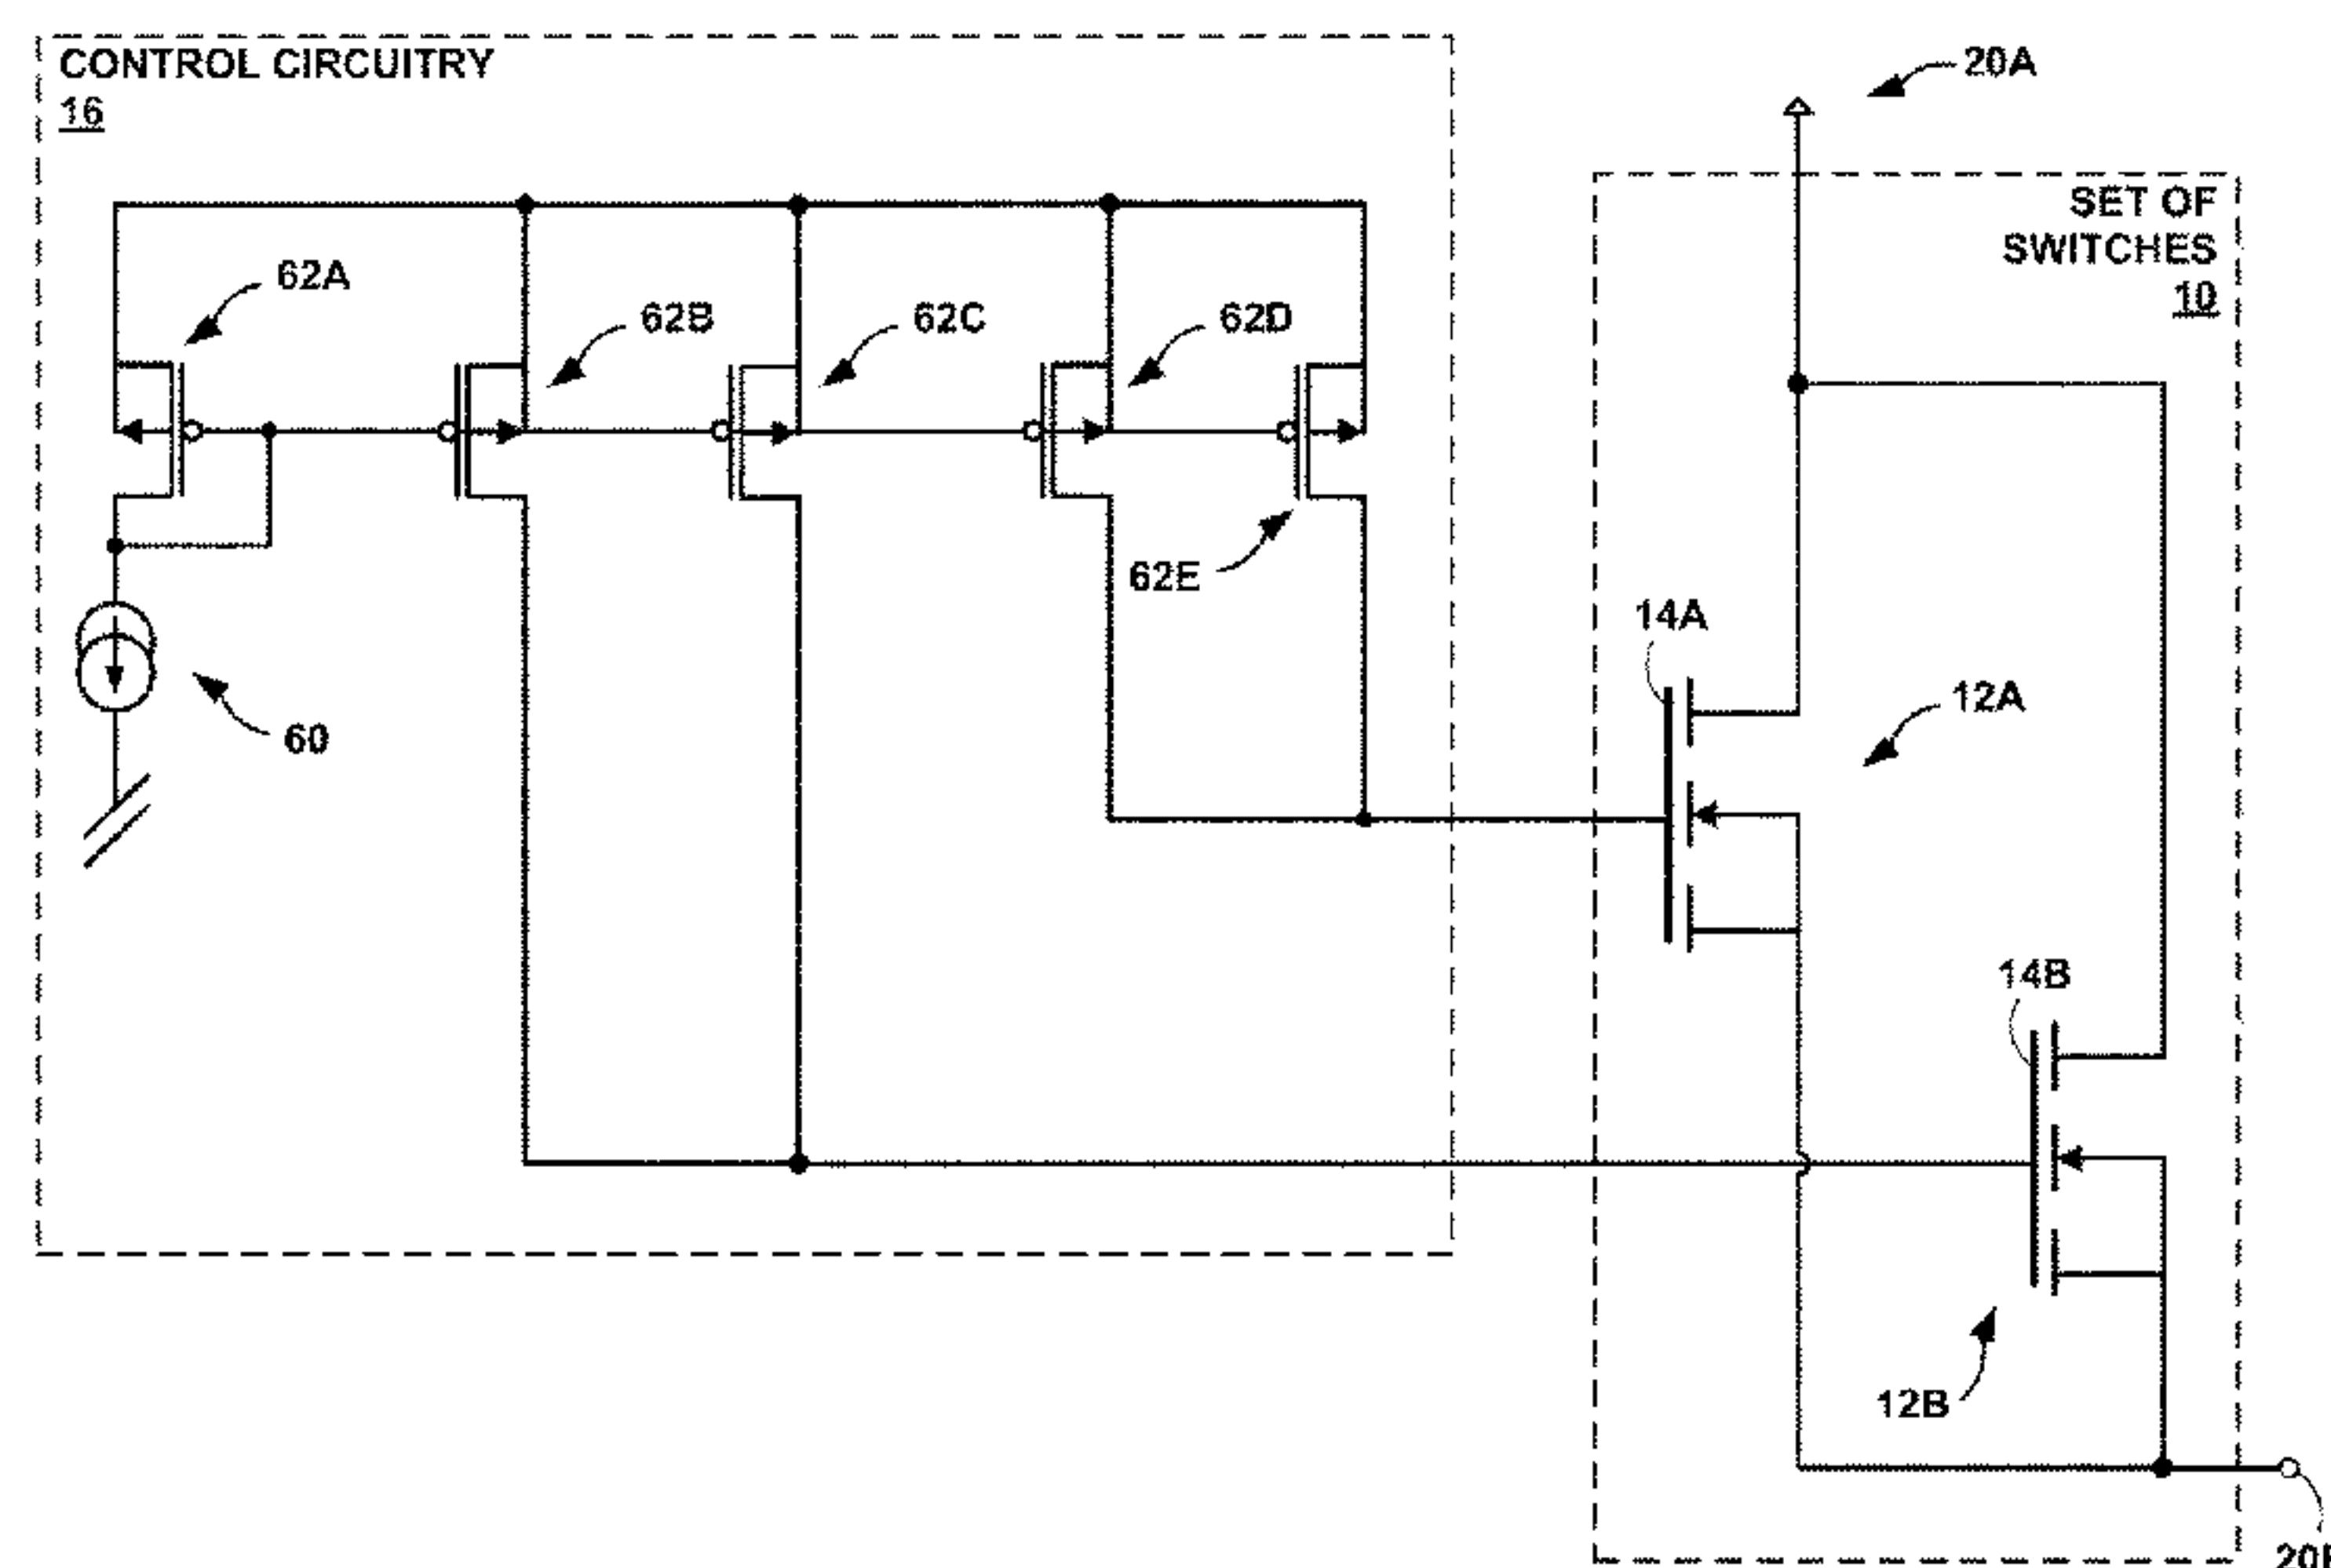 CONTROL CIRCUITRY
16
20A
SET OF
SWITCHES
10
62A
62B
62C
62D
62E
14A
12A
60
14B
12B